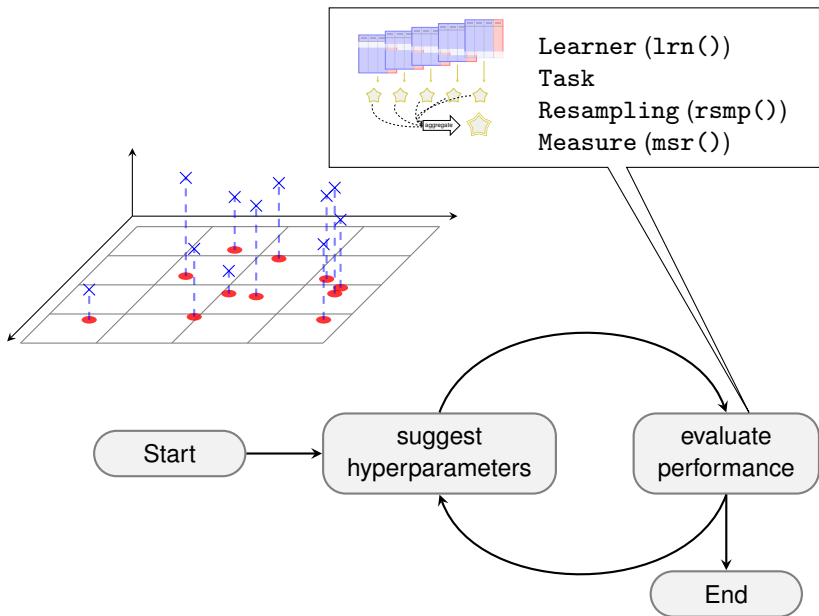 Learner (lrn())
Task
Resampling (rsmp())
Measure (msr())
aggregate
Start
suggest
hyperparameters
evaluate
performance
End